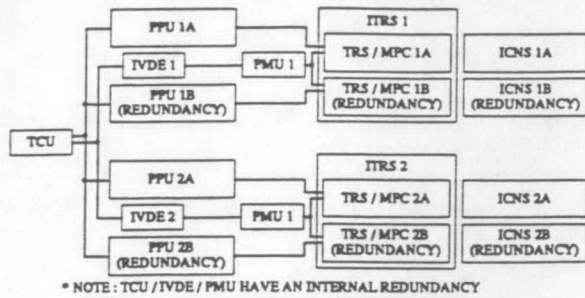 PPU 1A
ITRS 1
TRS / MPC 1A
ICNS 1A
IVDE 1
PMU 1
PPU 1B
(REDUNDANCY)
TRS / MPC 1B
(REDUNDANCY)
ICNS 1B
(REDUNDANCY)
TCU
PPU 2A
ITRS 2
TRS / MPC 2A
ICNS 2A
IVDE 2
PMU 1
PPU 2B
(REDUNDANCY)
TRS / MPC 2B
(REDUNDANCY)
ICNS 2B
(REDUNDANCY)
* NOTE : TCU / IVDE / PMU HAVE AN INTERNAL REDUNDANCY